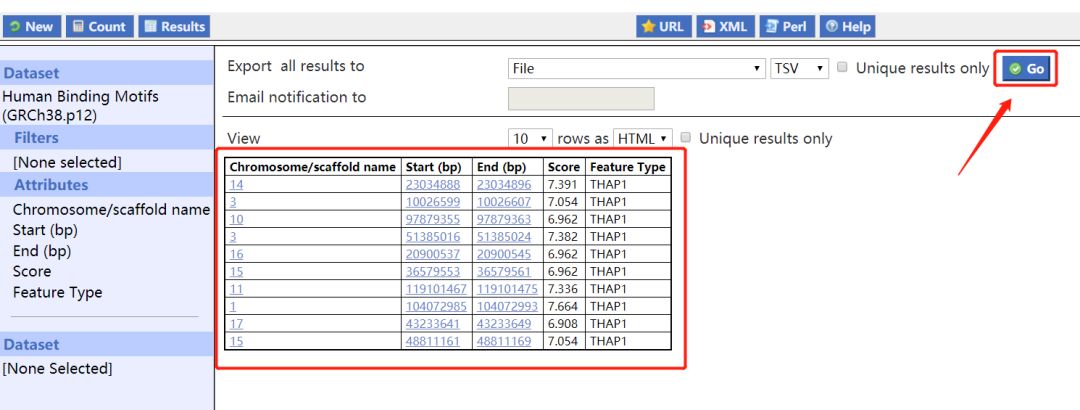 New Count Results URL XML Perl Help
Dataset
Human Binding Motifs
(GRCh38.p12)
Filters
[None selected]
Attributes
Chromosome/scaffold name
Start (bp)
End (bp)
Score
Feature Type
Dataset
[None Selected]
Export all results to File TSV Unique results only Go
Email notification to
View 10 rows as HTML Unique results only
Chromosome/scaffold name Start (bp) End (bp) Score Feature Type
14 23034888 23034896 7.391 THAP1
3 10026599 10026607 7.054 THAP1
10 97879355 97879363 6.962 THAP1
3 51385016 51385024 7.382 THAP1
16 20900537 20900545 6.962 THAP1
15 36579553 36579561 6.962 THAP1
11 119101467 119101475 7.336 THAP1
1 104072985 104072993 7.664 THAP1
17 43233641 43233649 6.908 THAP1
15 48811161 48811169 7.054 THAP1